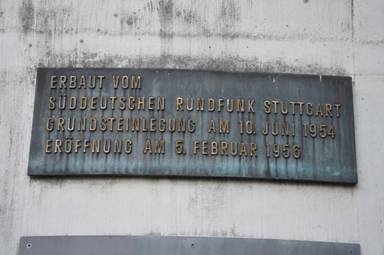 ERBAUT VOM
SÜDDEUTSCHEN RUNDFUNK STUTTGART
GRUNDSTEINLEGUNG AM 10. JUNI 1954
ERÖFFNUNG AM 5. FEBRUAR 1956